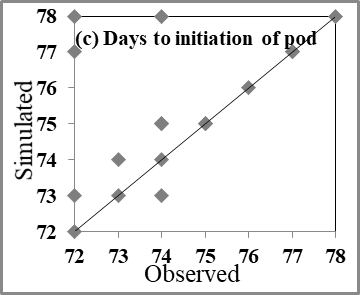 78
(c) Days to initiation of pod
77
76
75
74
73
72
Simulated
72 73 74 75 76 77 78
Observed